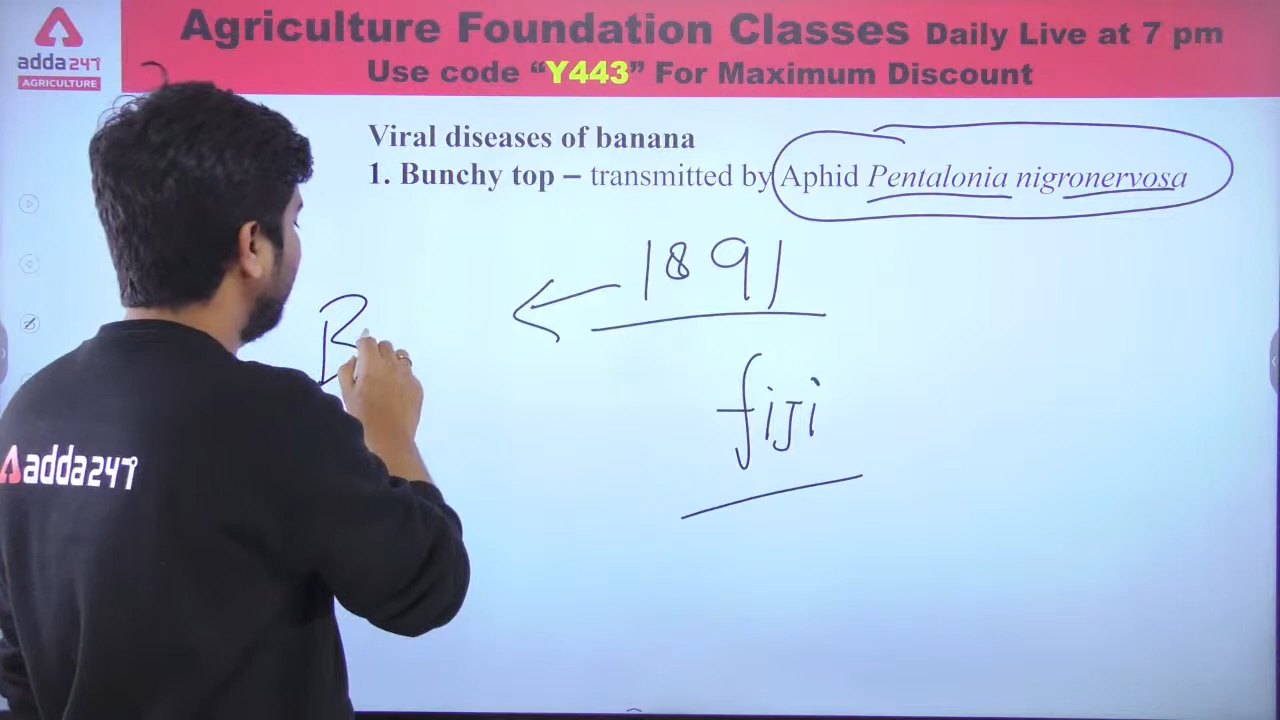 Agriculture Foundation Classes Daily Live at 7 pm
Use code “Y443” For Maximum Discount
adda247
AGRICULTURE
Viral diseases of banana
1. Bunchy top – transmitted by Aphid Pentalonia nigronervosa
1891
B
fiji
adda247